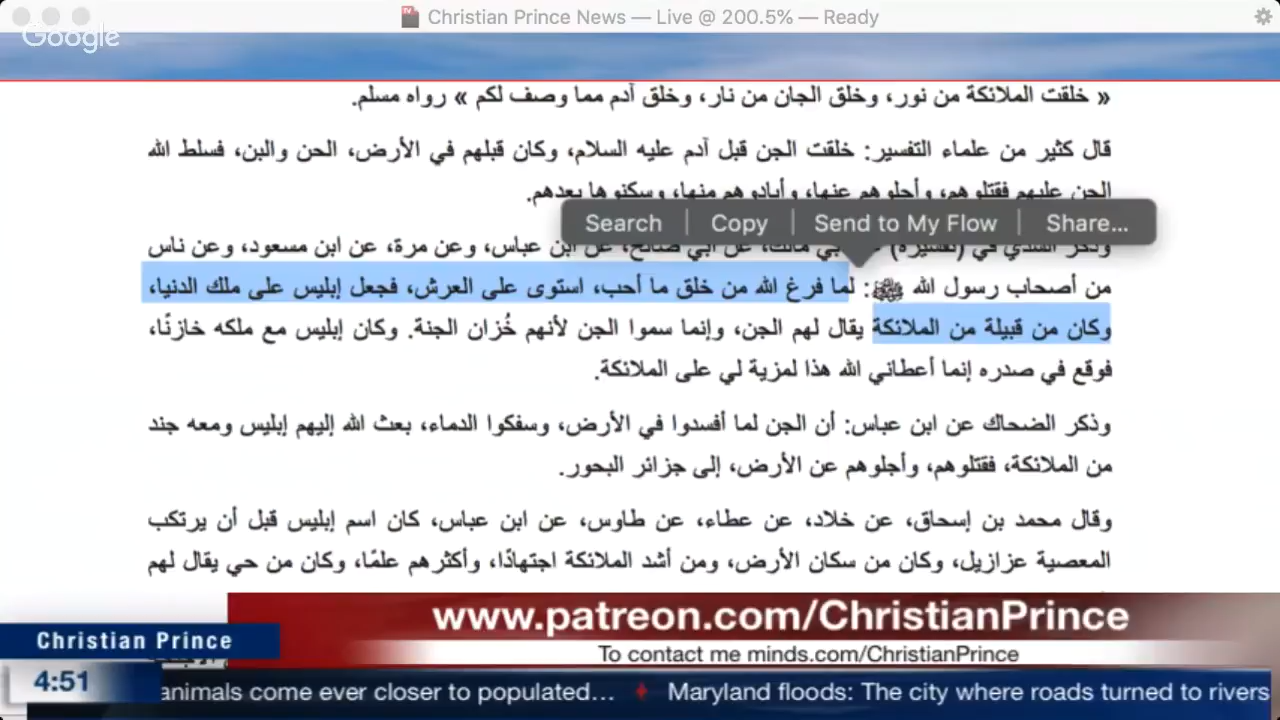 Christian Prince News — Live @ 200.5% — Ready
Google
« خلقت الملائكة من نور، وخلق الجان من نار، وخلق آدم مما وصف لكم » رواه مسلم.
قال كثير من علماء التفسير: خلقت الجن قبل آدم عليه السلام، وكان قبلهم في الأرض، الحن والبن، فسلط الله
الجن عليهم فقتلوهم، وأجلوهم عنها، وأبادوهم منها، وسكنوها بعدهم.
Search | Copy | Send to My Flow | Share...
وذكر السدي في (تفسيره) أبي مالك، عن أبي صالح، عن ابن عباس، وعن مرة، عن ابن مسعود، وعن ناس
من أصحاب رسول الله ﷺ: لما فرغ الله من خلق ما أحب، استوى على العرش، فجعل إبليس على ملك الدنيا،
وكان من قبيلة من الملائكة يقال لهم الجن، وإنما سموا الجن لأنهم خُزان الجنة. وكان إبليس مع ملكه خازنًا،
فوقع في صدره إنما أعطاني الله هذا لمزية لي على الملائكة.
وذكر الضحاك عن ابن عباس: أن الجن لما أفسدوا في الأرض، وسفكوا الدماء، بعث الله إليهم إبليس ومعه جند
من الملائكة، فقتلوهم، وأجلوهم عن الأرض، إلى جزائر البحور.
وقال محمد بن إسحاق، عن خلاد، عن عطاء، عن طاوس، عن ابن عباس، كان اسم إبليس قبل أن يرتكب
المعصية عزازيل، وكان من سكان الأرض، ومن أشد الملائكة اجتهادًا، وأكثرهم علمًا، وكان من حي يقال لهم
www.patreon.com/ChristianPrince
Christian Prince
To contact me minds.com/ChristianPrince
4:51
animals come ever closer to populated... ♦ Maryland floods: The city where roads turned to rivers